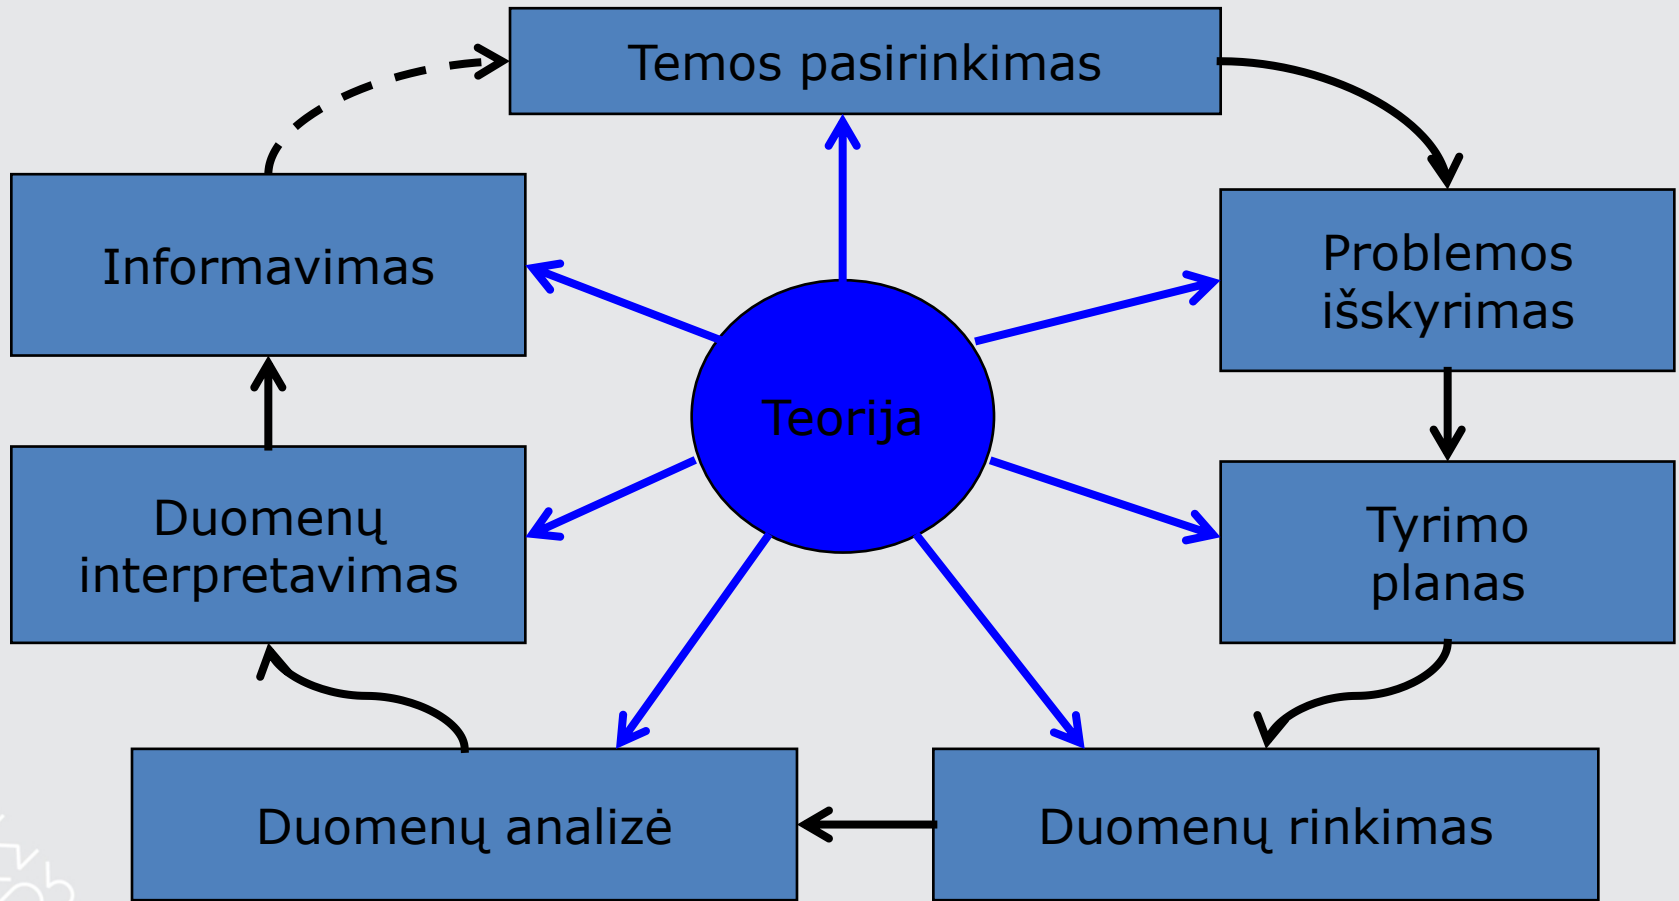 Temos pasirinkimas
Problemos
išskyrimas
Tyrimo
planas
Duomenų rinkimas
Duomenų analizė
Duomenų
interpretavimas
Informavimas
Teorija